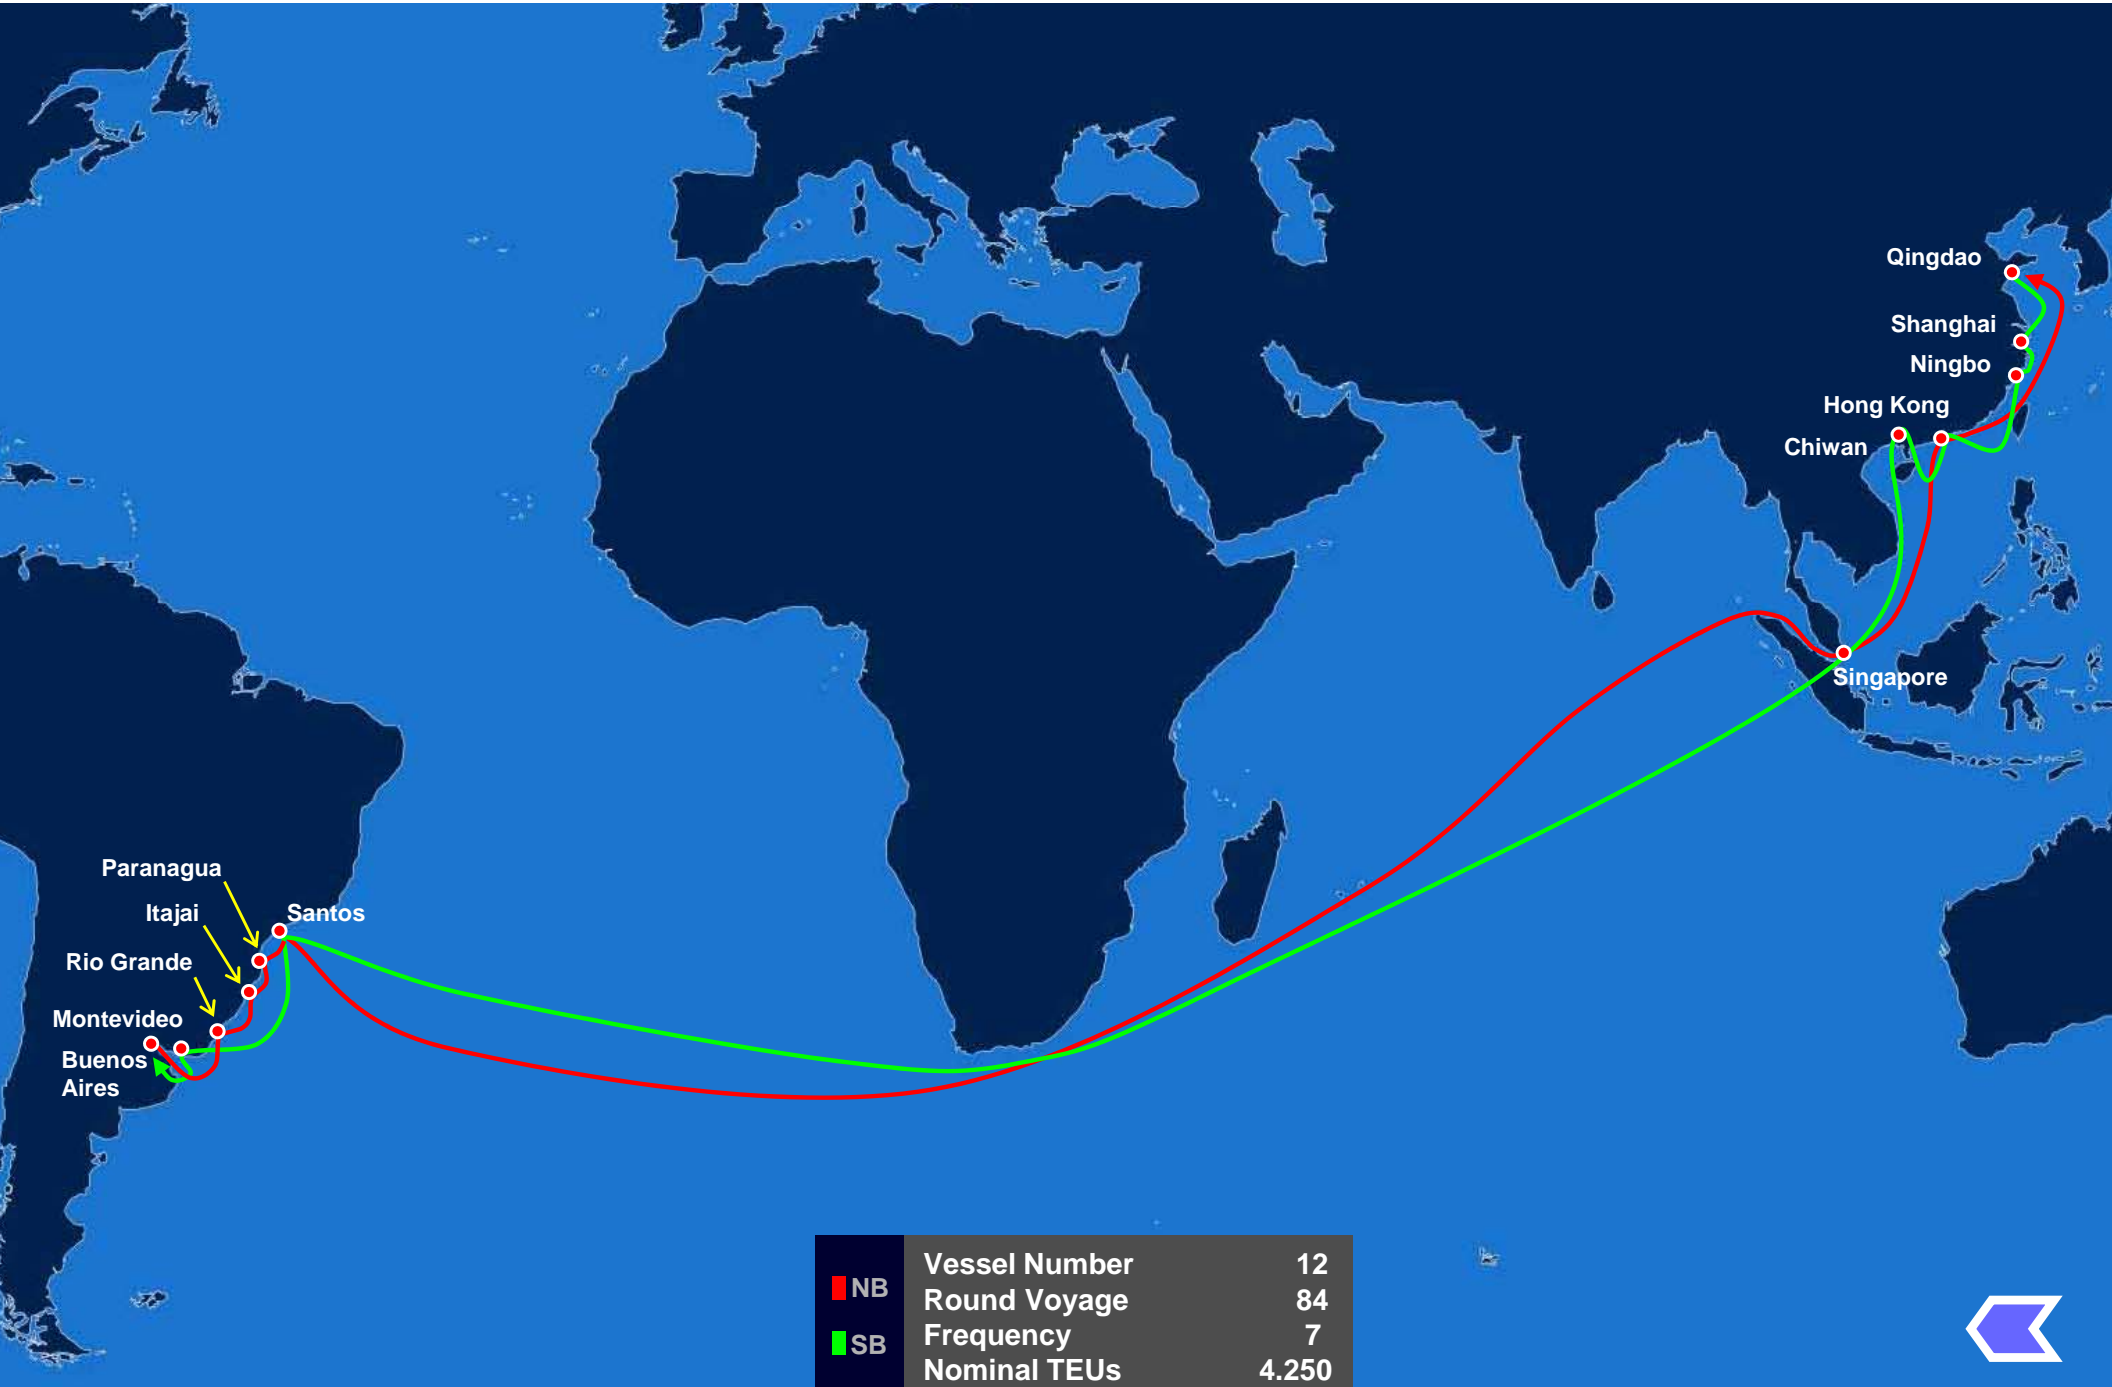 Qingdao
Shanghai
Ningbo
Hong Kong
Chiwan
Singapore
Paranagua
Itajai
Santos
Rio Grande
Montevideo
Buenos
Aires
NB
SB
Vessel Number 12
Round Voyage 84
Frequency 7
Nominal TEUs 4.250